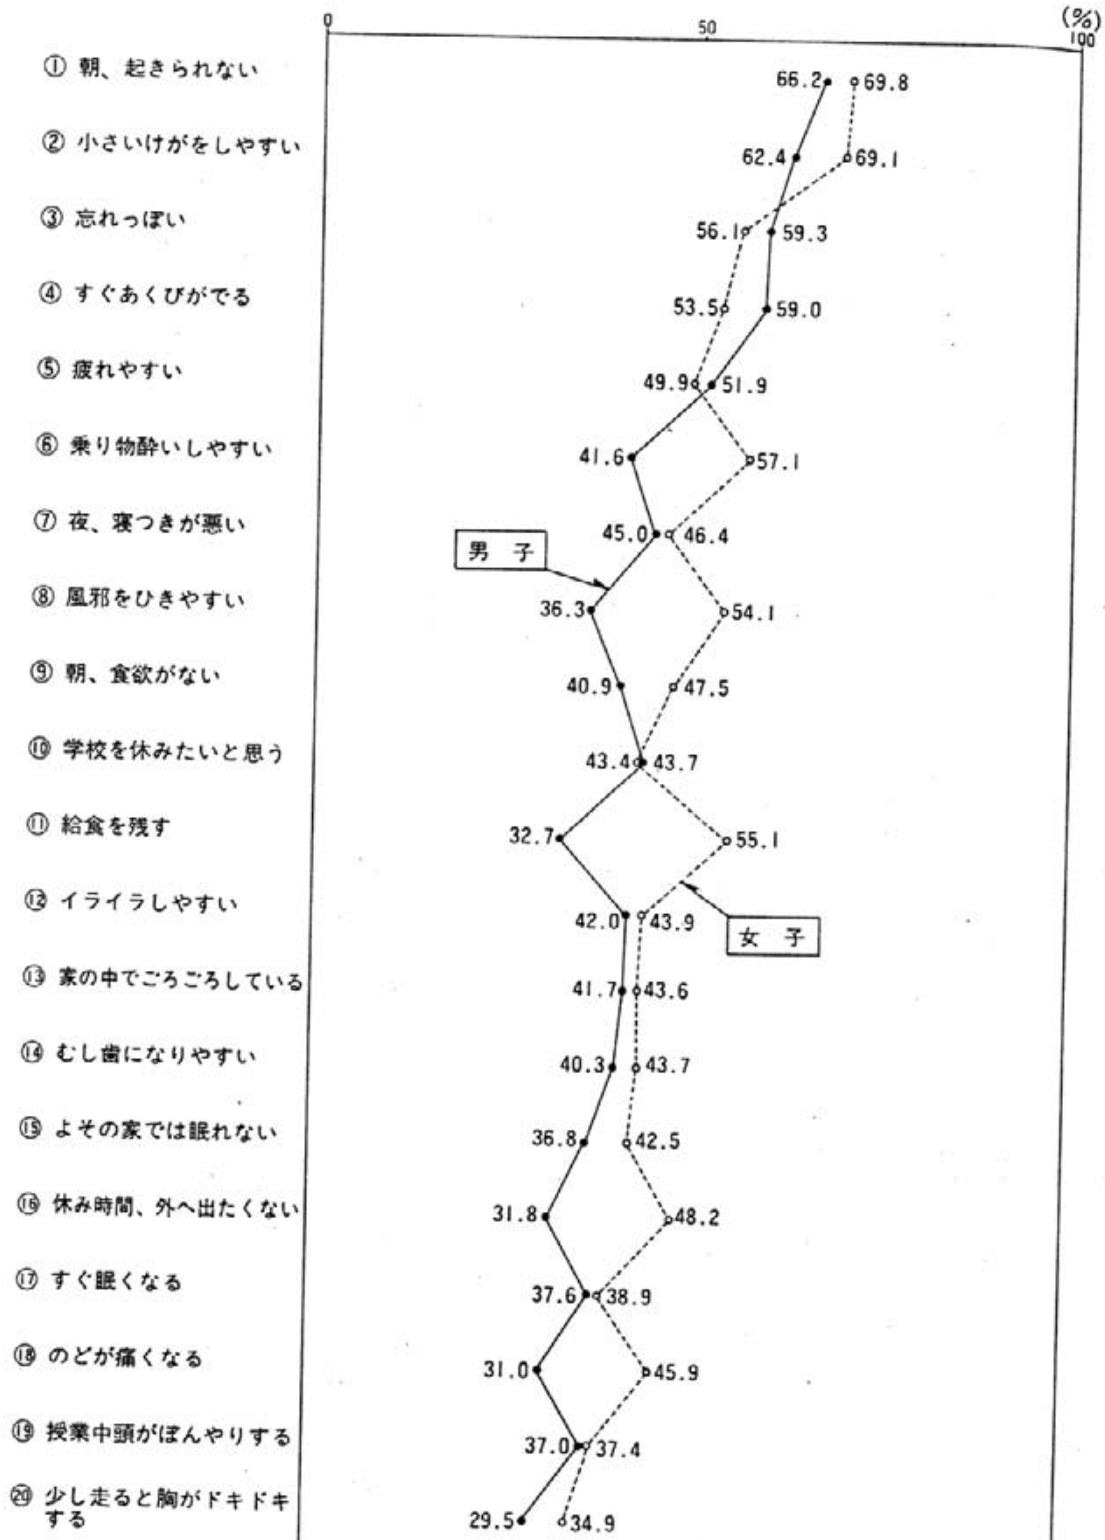 0 50 (%) 100
① 朝、起きられない 66.2 69.8
② 小さいけがをしやすい 62.4 69.1
③ 忘れっぽい 56.1 59.3
④ すぐあくびがでる 53.5 59.0
⑤ 疲れやすい 49.9 51.9
⑥ 乗り物酔いしやすい 41.6 57.1
⑦ 夜、寝つきが悪い 45.0 46.4
男子
⑧ 風邪をひきやすい 36.3 54.1
⑨ 朝、食欲がない 40.9 47.5
⑩ 学校を休みたいと思う 43.4 43.7
⑪ 給食を残す 32.7 55.1
⑫ イライラしやすい 42.0 43.9
女子
⑬ 家の中でごろごろしている 41.7 43.6
⑭ むし歯になりやすい 40.3 43.7
⑮ よその家では眠れない 36.8 42.5
⑯ 休み時間、外へ出たくない 31.8 48.2
⑰ すぐ眠くなる 37.6 38.9
⑱ のどが痛くなる 31.0 45.9
⑲ 授業中頭がぼんやりする 37.0 37.4
⑳ 少し走ると胸がドキドキ
する 29.5 34.9